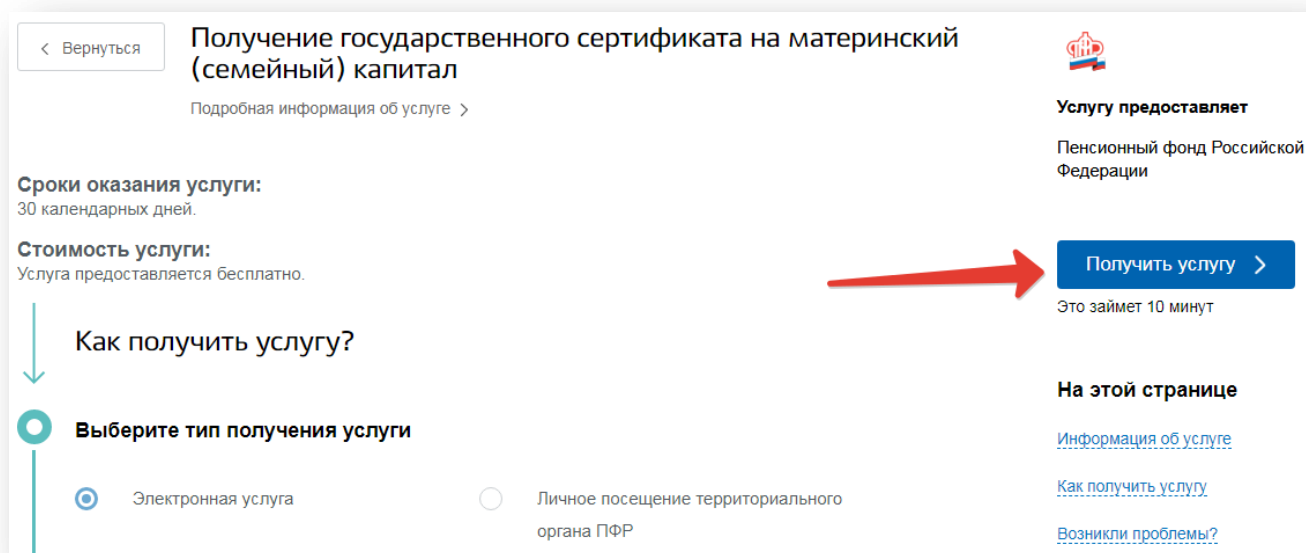 Вернуться
Получение государственного сертификата на материнский
(семейный) капитал
Подробная информация об услуге
Сроки оказания услуги:
30 календарных дней.
Стоимость услуги:
Услуга предоставляется бесплатно.
Как получить услугу?
Выберите тип получения услуги
Электронная услуга
Личное посещение территориального
органа ПФР
ПФР
Услугу предоставляет
Пенсионный фонд Российской
Федерации
Получить услугу
Это займет 10 минут
На этой странице
Информация об услуге
Как получить услугу
Возникли проблемы?